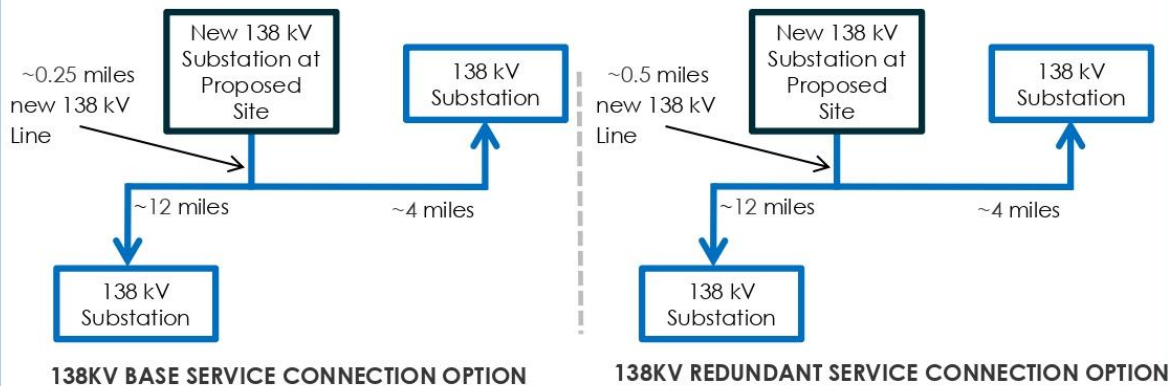 New 138 kV
Substation at
Proposed
Site
~0.25 miles
new 138 kV
Line
138 kV
Substation
~12 miles
~4 miles
138 kV
Substation
138KV BASE SERVICE CONNECTION OPTION
New 138 kV
Substation at
Proposed
Site
~0.5 miles
new 138 kV
Line
138 kV
Substation
~12 miles
~4 miles
138 kV
Substation
138KV REDUNDANT SERVICE CONNECTION OPTION